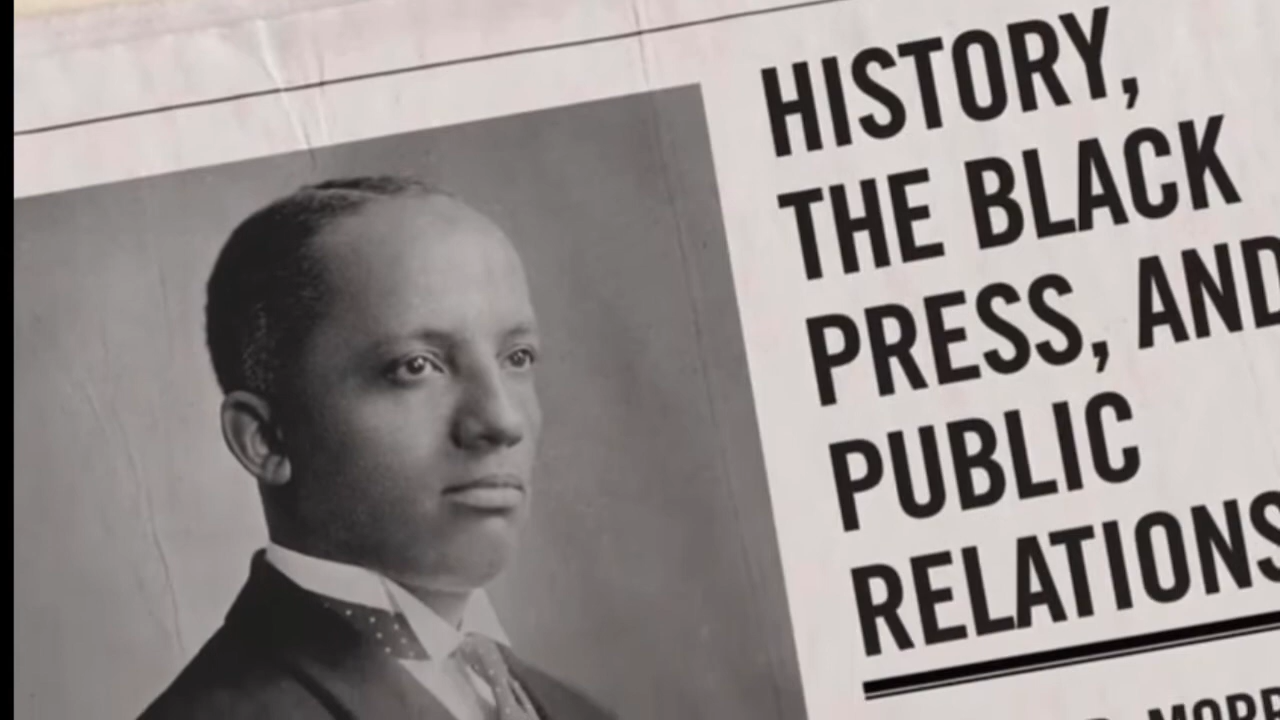 HISTORY,
THE BLACK
PRESS, AND
PUBLIC
RELATIONS